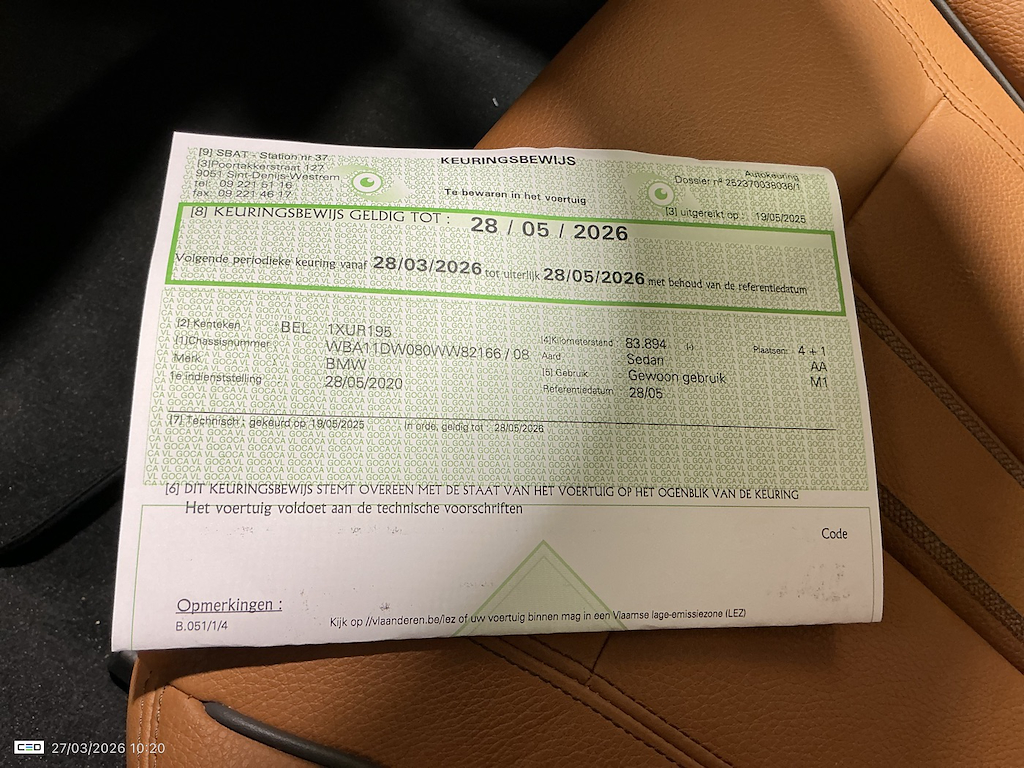 [9] SBAT - Station nr 37
[3]Poortakkerstraat 127
9051 Sint-Denijs-Westrem
tel: 09 221 51 16
fax: 09 221 46 17
KEURINGSBEWIJS
Te bewaren in het voertuig
Autokeuring
Dossier nº 252370038036/1
[3] uitgereikt op : 19/05/2025
[8] KEURINGSBEWIJS GELDIG TOT : 28 / 05 / 2026
Volgende periodieke keuring vanaf 28/03/2026 tot uiterlijk 28/05/2026 met behoud van de referentiedatum
[2] Kenteken BEL 1XUR195
[1]Chassisnummer WBA11DW080WW82166 / 08
Merk BMW
1e indienststelling 28/05/2020
[4]Kilometerstand 83.894 (-) Plaatsen: 4 + 1
Aard Sedan AA
[5] Gebruik Gewoon gebruik M1
Referentiedatum 28/05
[7] Technisch : gekeurd op 19/05/2025 In orde, geldig tot 28/05/2026
[6] DIT KEURINGSBEWIJS STEMT OVEREEN MET DE STAAT VAN HET VOERTUIG OP HET OGENBLIK VAN DE KEURING
Het voertuig voldoet aan de technische voorschriften
Code
Opmerkingen :
B.051/1/4
Kijk op //vlaanderen.be/lez of uw voertuig binnen mag in een Vlaamse lage-emissiezone (LEZ)
27/03/2026 10:20